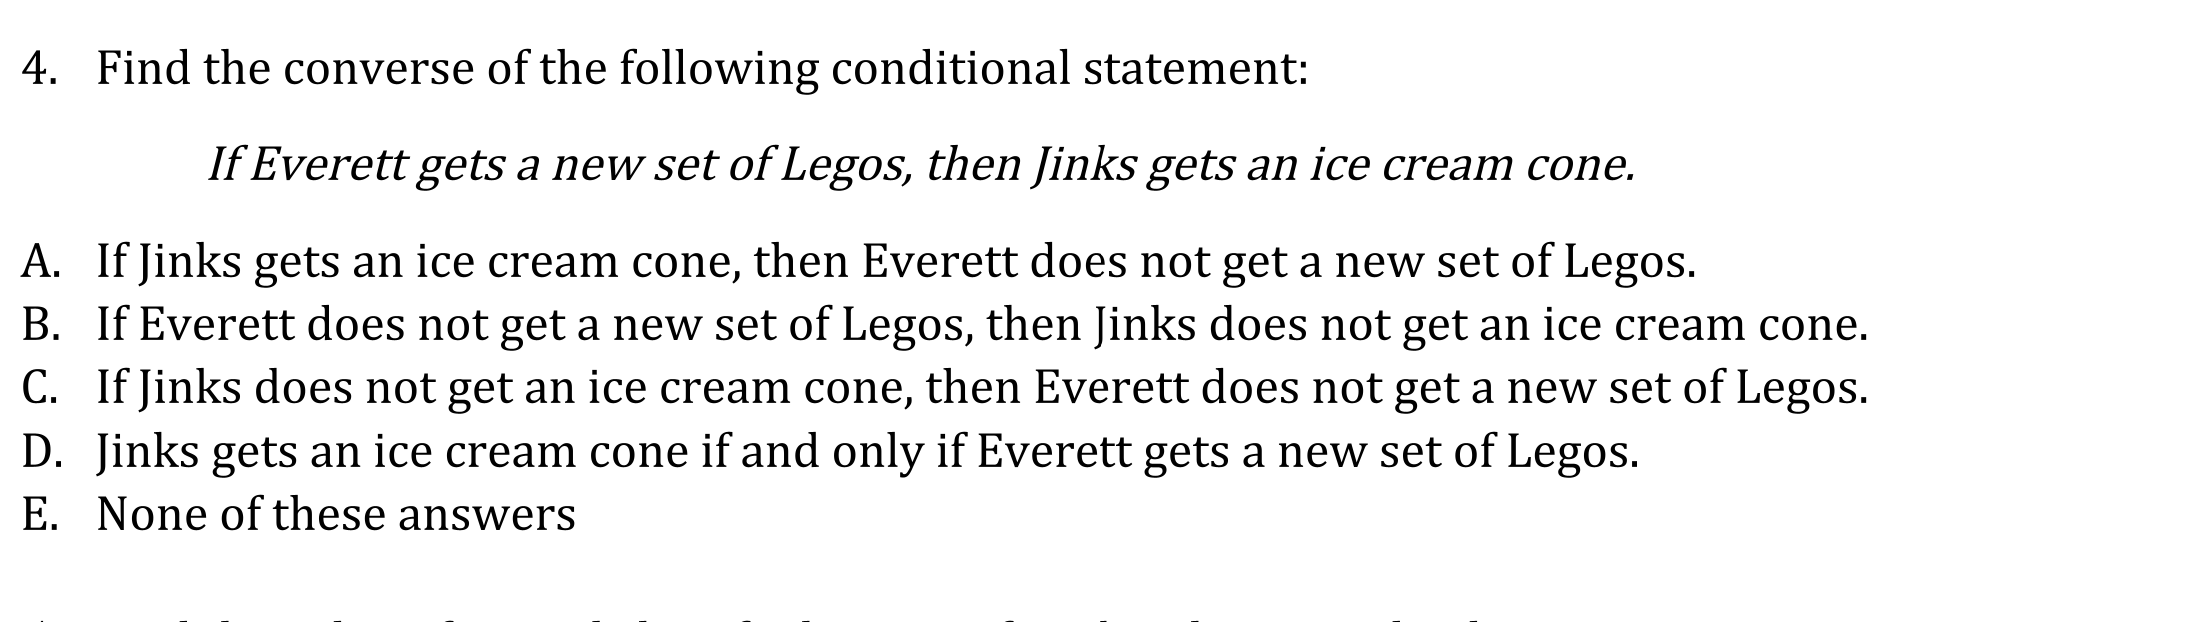 4. Find the converse of the following conditional statement:
If Everett gets a new set of Legos, then Jinks gets an ice cream cone.
A. If Jinks gets an ice cream cone, then Everett does not get a new set of Legos.
B. If Everett does not get a new set of Legos, then Jinks does not get an ice cream cone.
C. If Jinks does not get an ice cream cone, then Everett does not get a new set of Legos.
D. Jinks gets an ice cream cone if and only if Everett gets a new set of Legos.
E. None of these answers